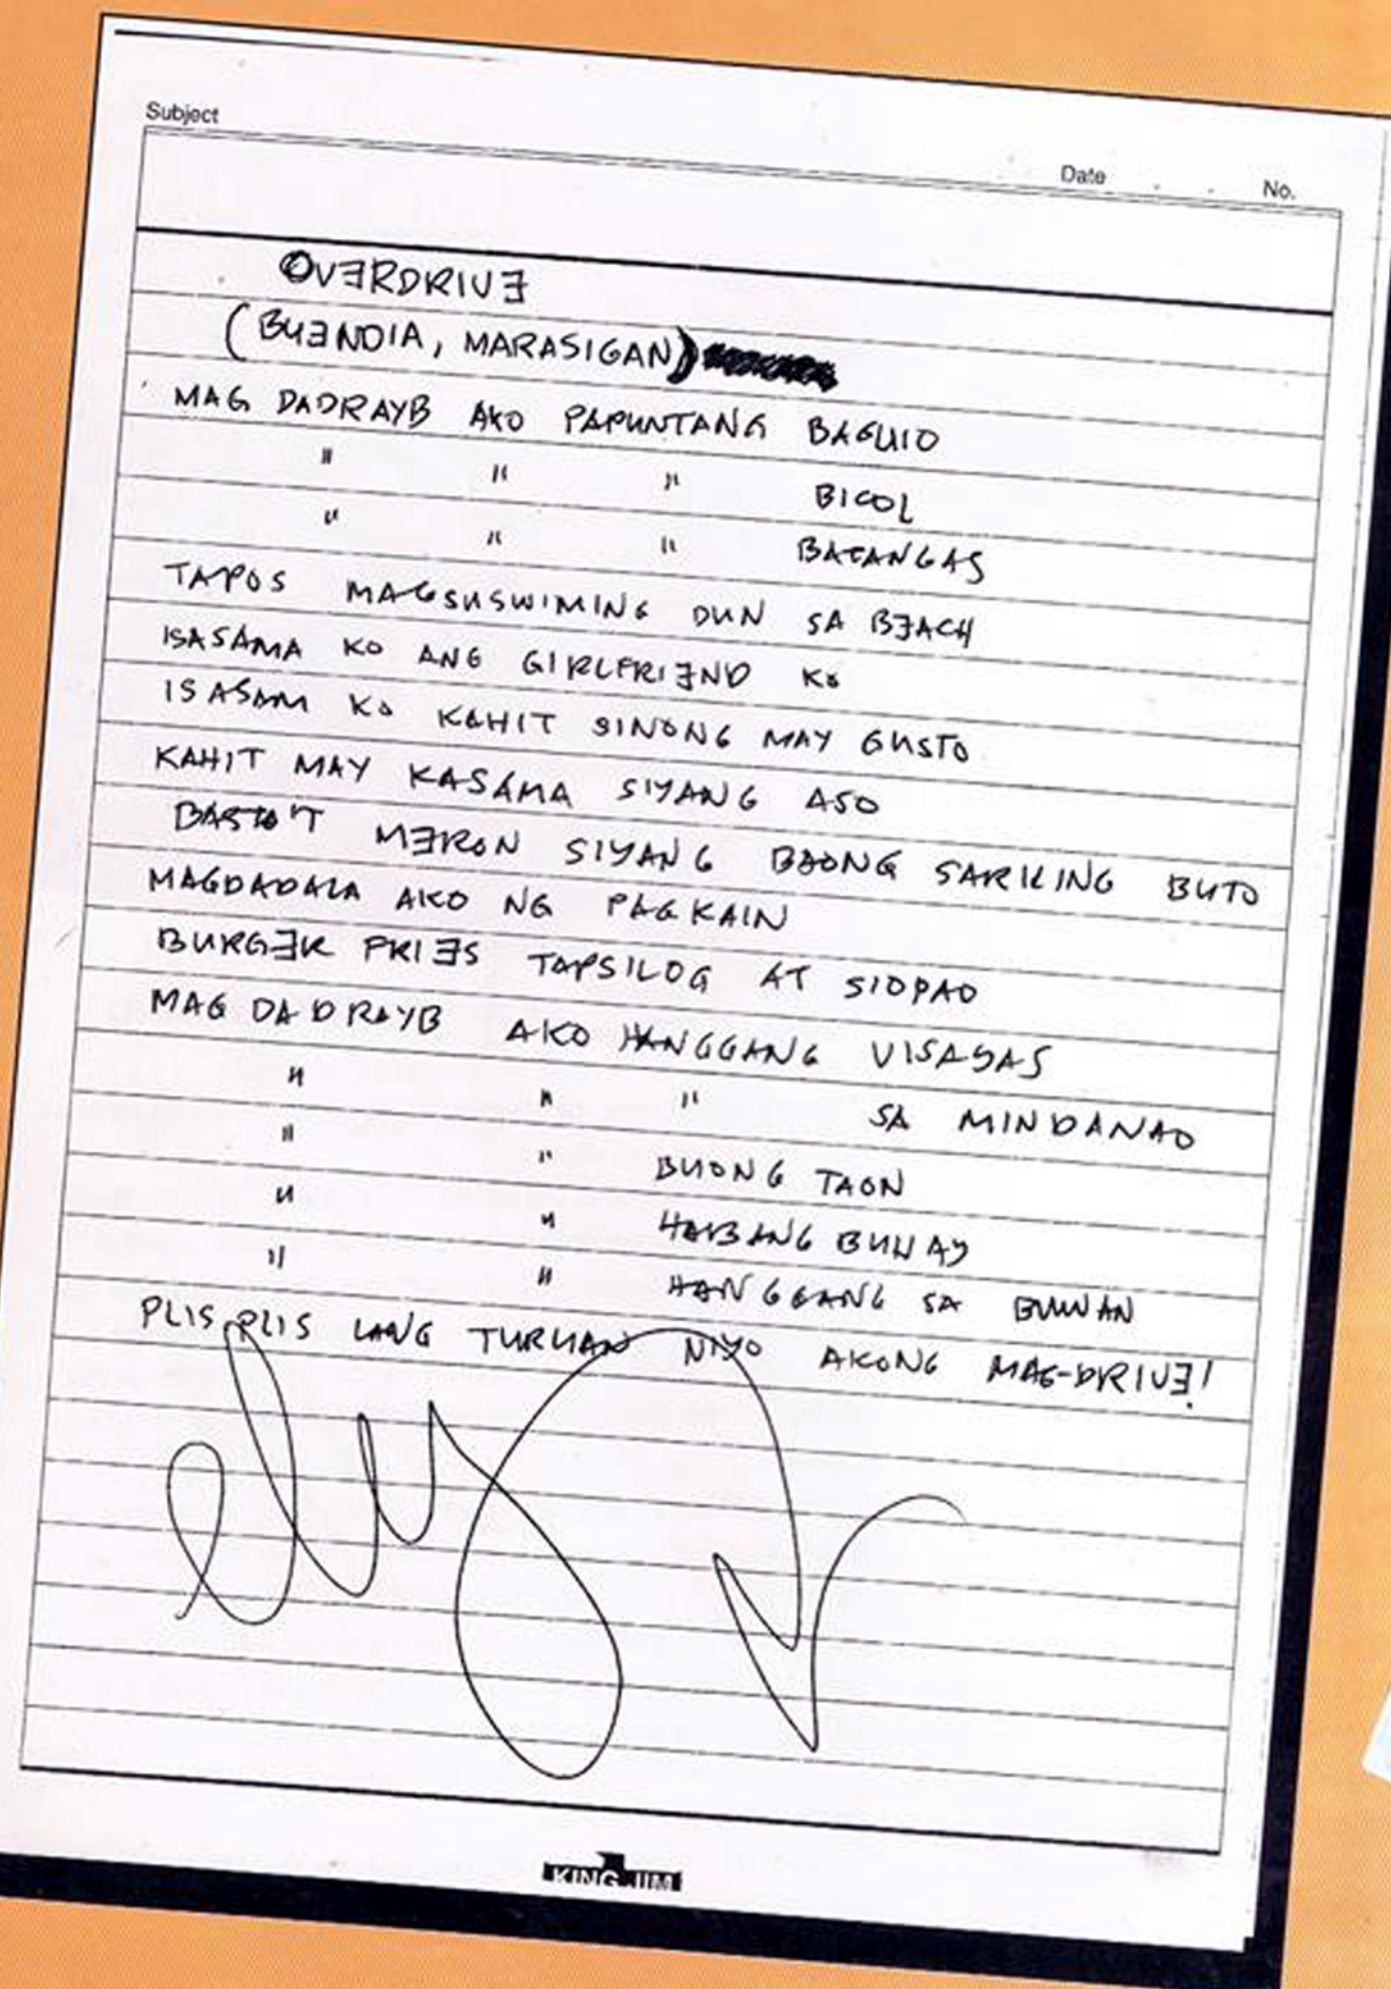 Subject
Date . . No.
OVERDRIVE
(BUENDIA, MARASIGAN)
MAG DADRAYB AKO PAPUNTANG BAGUIO
" " " BICOL
" " " BATANGAS
TAPOS MAGSUSWIMING DUN SA BEACH
ISASAMA KO ANG GIRLFRIEND KO
ISASAM KO KAHIT SINONG MAY GUSTO
KAHIT MAY KASAMA SIYANG ASO
BASTA'T MERON SIYANG BAONG SARILING BUTO
MAGDADALA AKO NG PAGKAIN
BURGER FRIES TAPSILOG AT SIOPAO
MAG DADRAYB AKO HANGGANG VISAYAS
" " " SA MINDANAO
" " BUONG TAON
" " HABANG BUHAY
" " HANGGANG SA BUWAN
PLIS PLIS LANG TURUAN NIYO AKONG MAG-DRIVE!
ely
KING JIM